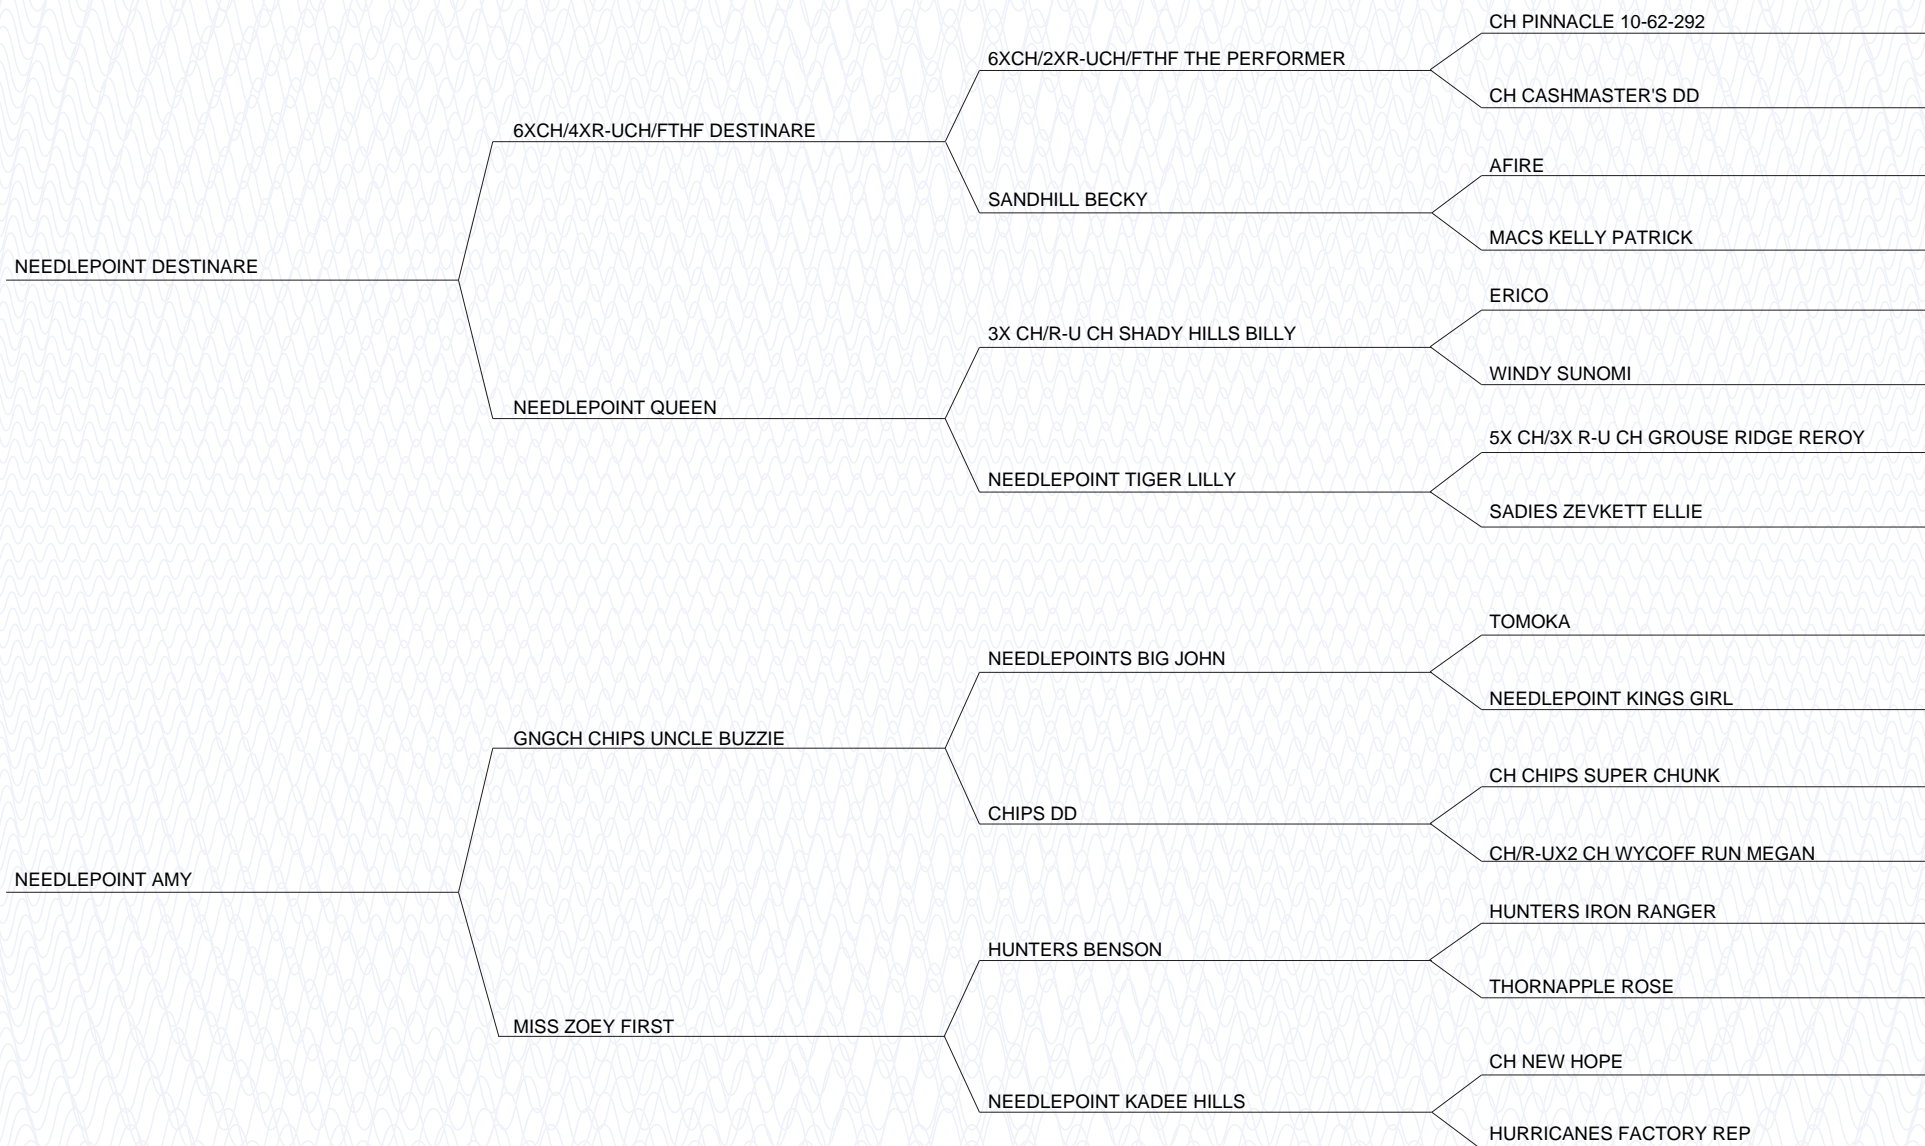 CH PINNACLE 10-62-292
6XCH/2XR-UCH/FTHF THE PERFORMER
CH CASHMASTER'S DD
6XCH/4XR-UCH/FTHF DESTINARE
AFIRE
SANDHILL BECKY
MACS KELLY PATRICK
NEEDLEPOINT DESTINARE
ERICO
3X CH/R-U CH SHADY HILLS BILLY
WINDY SUNOMI
NEEDLEPOINT QUEEN
5X CH/3X R-U CH GROUSE RIDGE REROY
NEEDLEPOINT TIGER LILLY
SADIES ZEVKETT ELLIE
TOMOKA
NEEDLEPOINTS BIG JOHN
NEEDLEPOINT KINGS GIRL
GNGCH CHIPS UNCLE BUZZIE
CH CHIPS SUPER CHUNK
CHIPS DD
CH/R-UX2 CH WYCOFF RUN MEGAN
NEEDLEPOINT AMY
HUNTERS IRON RANGER
HUNTERS BENSON
THORNAPPLE ROSE
MISS ZOEY FIRST
CH NEW HOPE
NEEDLEPOINT KADEE HILLS
HURRICANES FACTORY REP